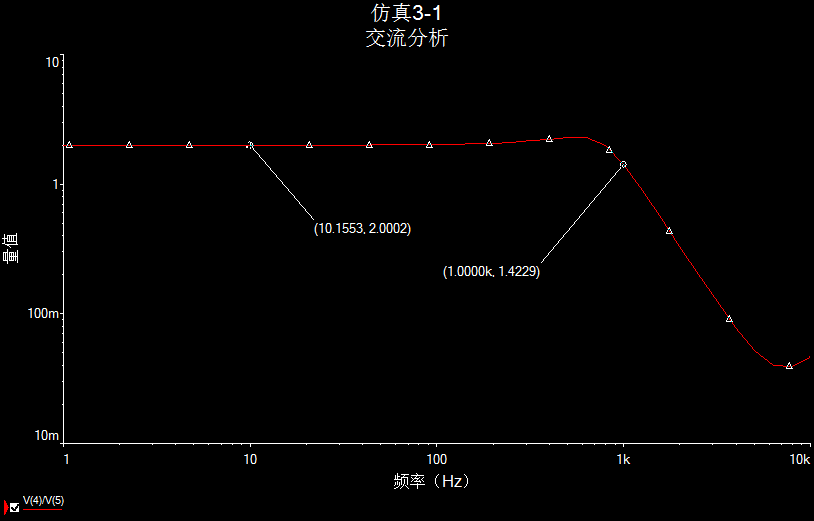 仿真3-1
交流分析
10
1
100m
10m
量值
(10.1553, 2.0002)
(1.0000k, 1.4229)
1 10 100 1k 10k
频率（Hz）
V(4)/V(5)